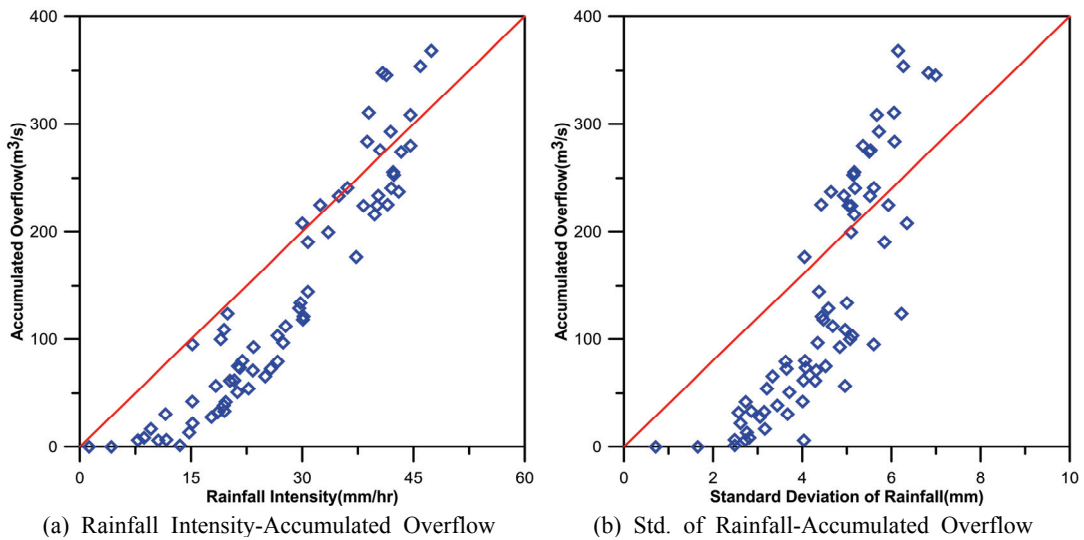 400
300
200
100
0
Accumulated Overflow(m³/s)
0 15 30 45 60
Rainfall Intensity(mm/hr)
(a) Rainfall Intensity-Accumulated Overflow
400
300
200
100
0
Accumulated Overflow(m³/s)
0 2 4 6 8 10
Standard Deviation of Rainfall(mm)
(b) Std. of Rainfall-Accumulated Overflow